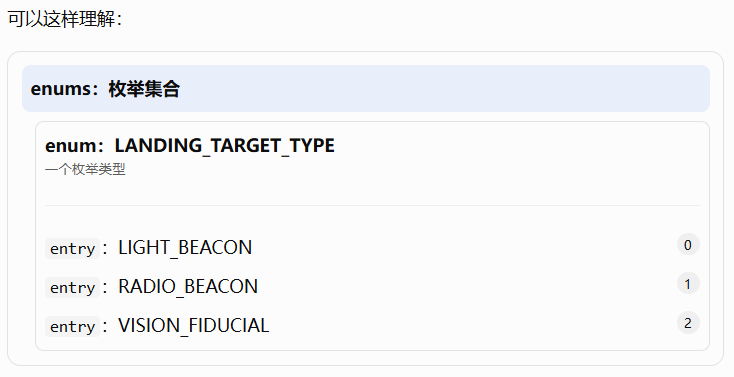 可以这样理解：
enums：枚举集合
enum：LANDING_TARGET_TYPE
一个枚举类型
entry：LIGHT_BEACON 0
entry：RADIO_BEACON 1
entry：VISION_FIDUCIAL 2